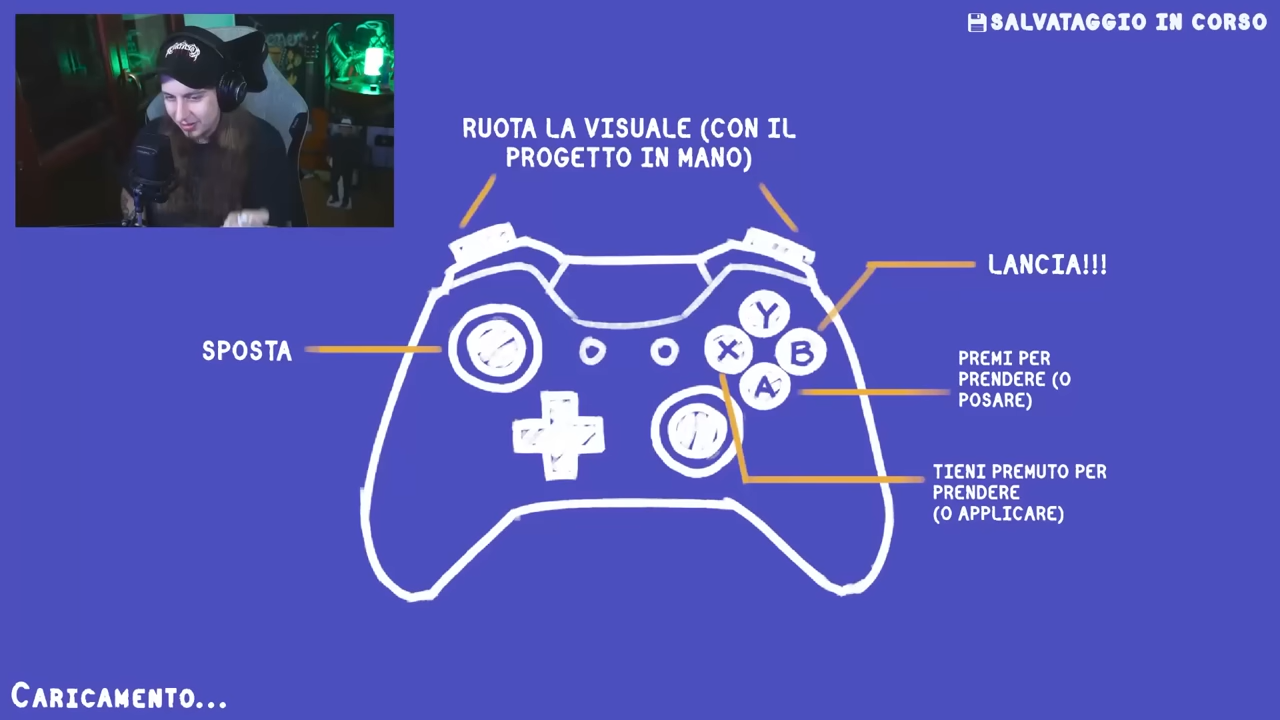 SALVATAGGIO IN CORSO
RUOTA LA VISUALE (CON IL
PROGETTO IN MANO)
LANCIA!!!
SPOSTA
Y
X
B
A
PREMI PER
PRENDERE (O
POSARE)
TIENI PREMUTO PER
PRENDERE
(O APPLICARE)
CARICAMENTO...